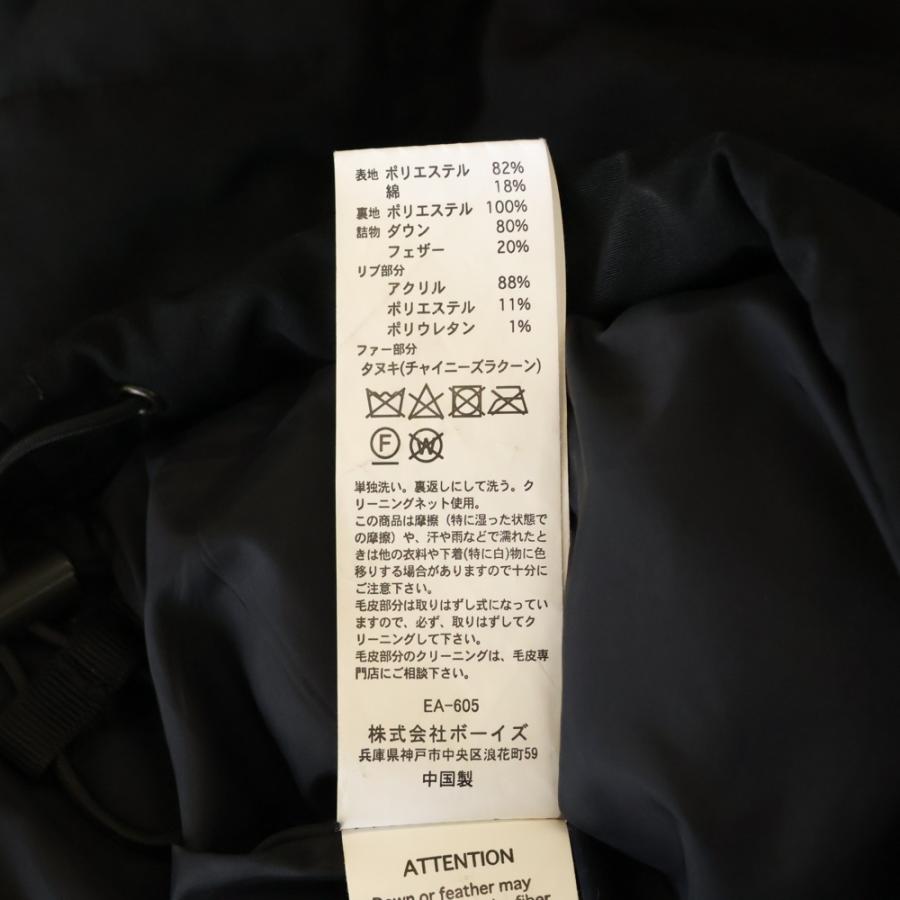 表地 ポリエステル 82%
綿 18%
裏地 ポリエステル 100%
詰物 ダウン 80%
フェザー 20%
リブ部分
アクリル 88%
ポリエステル 11%
ポリウレタン 1%
ファー部分
タヌキ(チャイニーズラクーン)
F W
単独洗い。裏返しにして洗う。ク
リーニングネット使用。
この商品は摩擦（特に湿った状態で
の摩擦）や、汗や雨などで濡れたと
きは他の衣料や下着(特に白)物に色
移りする場合がありますので十分に
ご注意下さい。
毛皮部分は取りはずし式になってい
ますので、必ず、取りはずしてク
リーニングして下さい。
毛皮部分のクリーニングは、毛皮専
門店にご相談下さい。
EA-605
株式会社ボーイズ
兵庫県神戸市中央区浪花町59
中国製
ATTENTION
Down or feather may
fiber